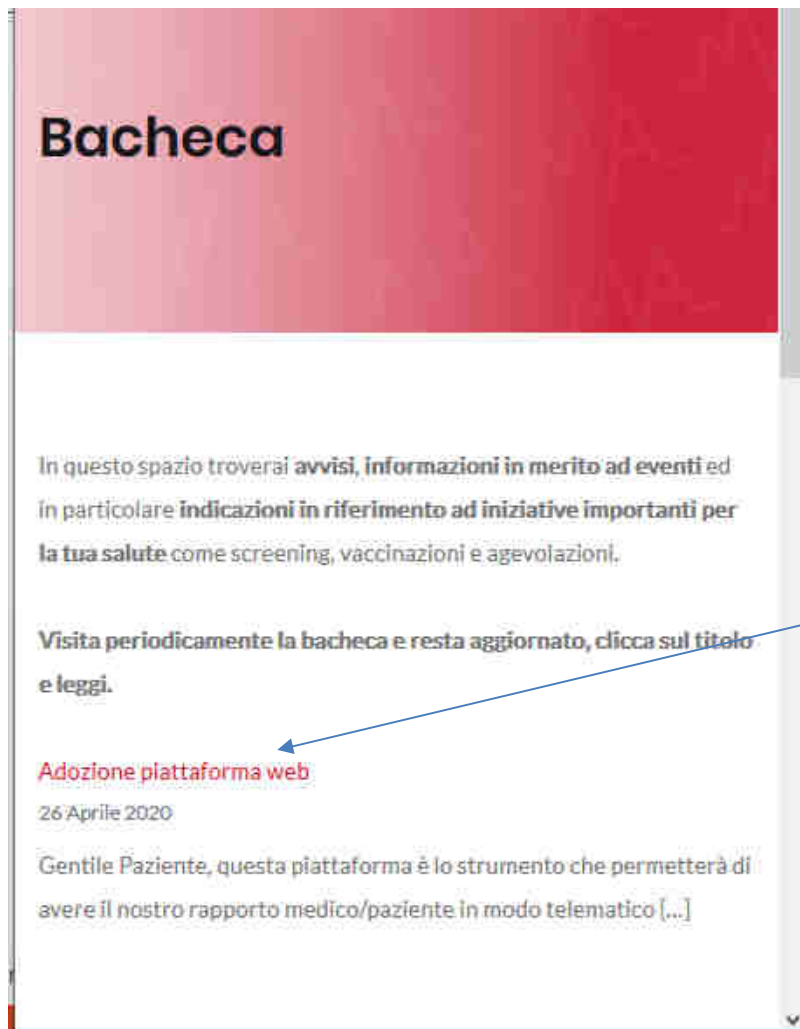 Bacheca
In questo spazio troverai avvisi, informazioni in merito ad eventi ed
in particolare indicazioni in riferimento ad iniziative importanti per
la tua salute come screening, vaccinazioni e agevolazioni.
Visita periodicamente la bacheca e resta aggiornato, clicca sul titolo
e leggi.
Adozione piattaforma web
26 Aprile 2020
Gentile Paziente, questa piattaforma è lo strumento che permetterà di
avere il nostro rapporto medico/paziente in modo telematico [...]